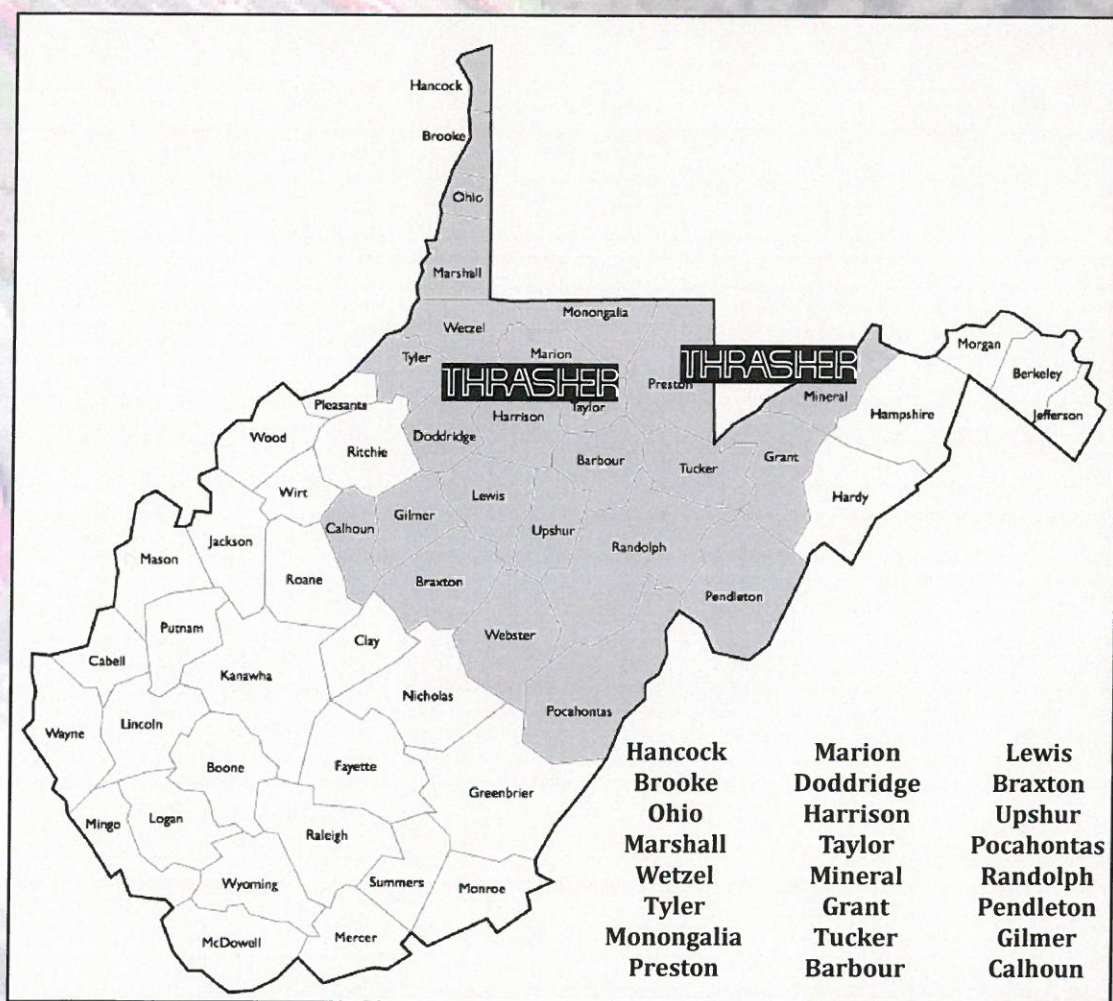 Hancock
Brooke
Ohio
Marshall
Wetzel
Monongalia
Tyler
Marion
THRASHER
THRASHER
Preston
Mineral
Morgan
Berkeley
Jefferson
Hampshire
Pleasants
Harrison
Taylor
Wood
Ritchie
Doddridge
Barbour
Tucker
Grant
Hardy
Wirt
Lewis
Calhoun
Gilmer
Upshur
Randolph
Mason
Jackson
Roane
Braxton
Pendleton
Putnam
Clay
Webster
Cabell
Kanawha
Nicholas
Pocahontas
Wayne
Lincoln
Boone
Fayette
Greenbrier
Mingo
Logan
Raleigh
Wyoming
Summers
Monroe
McDowell
Mercer
Hancock Marion Lewis
Brooke Doddridge Braxton
Ohio Harrison Upshur
Marshall Taylor Pocahontas
Wetzel Mineral Randolph
Tyler Grant Pendleton
Monongalia Tucker Gilmer
Preston Barbour Calhoun